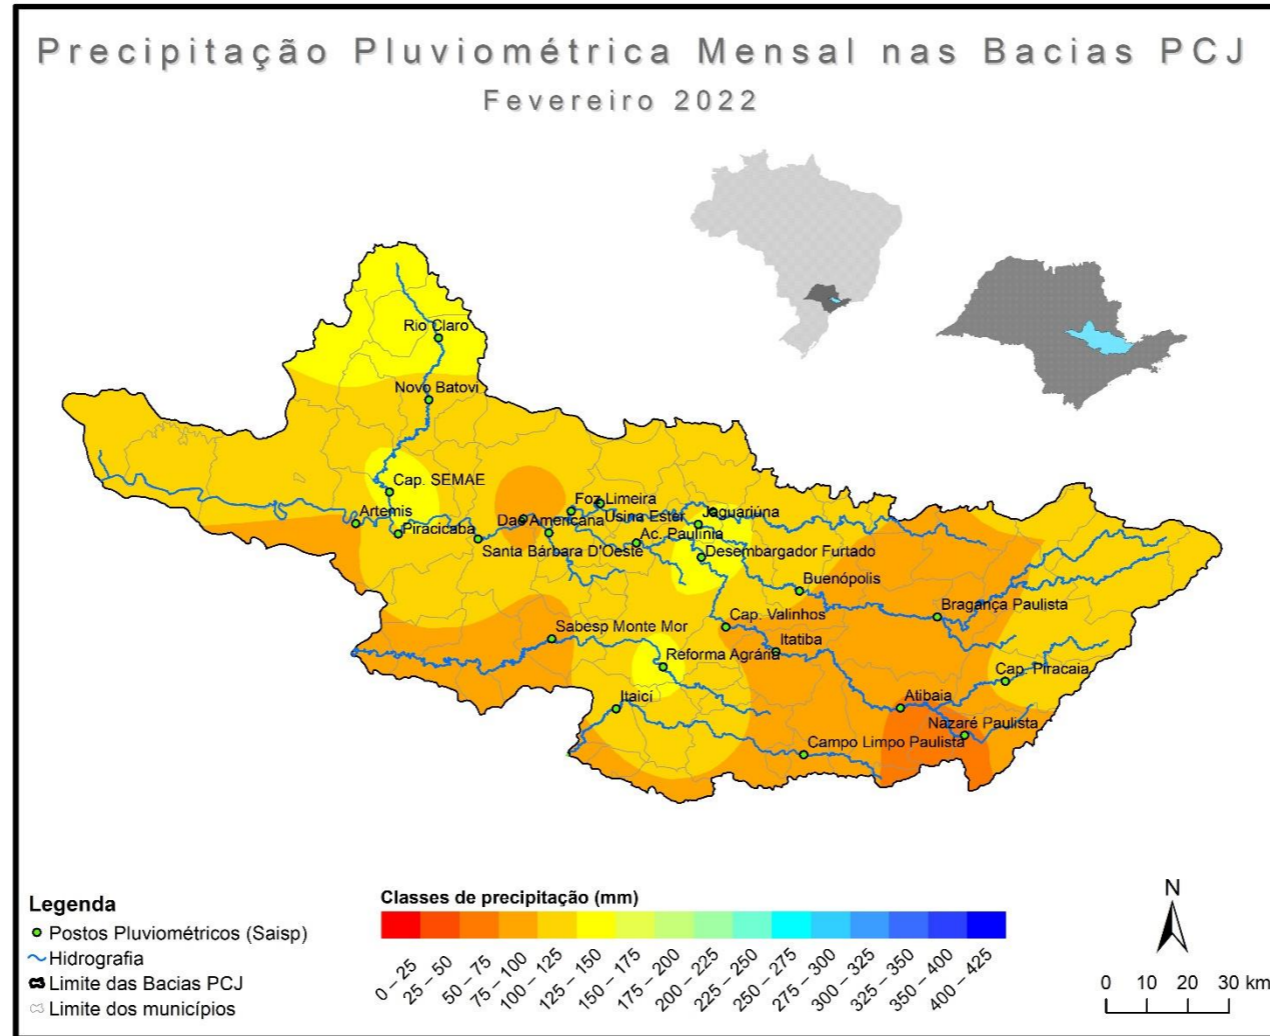 Precipitação Pluviométrica Mensal nas Bacias PCJ
Fevereiro 2022
Rio Claro
Novo Batovi
Cap. SEMAE
Artemis
Piracicaba
Foz Limeira
Dae Americana
Usina Ester
Jaguariúna
Santa Bárbara D'Oeste
Ac. Paulínia
Desembargador Furtado
Buenópolis
Bragança Paulista
Cap. Valinhos
Sabesp Monte Mor
Itatiba
Reforma Agrária
Cap. Piracaia
Itaici
Atibaia
Nazaré Paulista
Campo Limpo Paulista
Legenda
Postos Pluviométricos (Saisp)
Hidrografia
Limite das Bacias PCJ
Limite dos municípios
Classes de precipitação (mm)
0 – 25
25 – 50
50 – 75
75 – 100
100 – 125
125 – 150
150 – 175
175 – 200
200 – 225
225 – 250
250 – 275
275 – 300
300 – 325
325 – 350
350 – 400
400 – 425
N
0 10 20 30 km